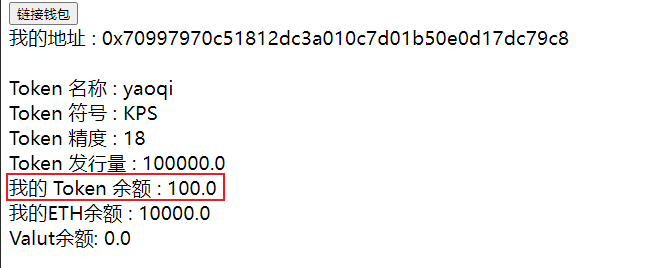 链接钱包
我的地址 : 0x70997970c51812dc3a010c7d01b50e0d17dc79c8
Token 名称 : yaoqi
Token 符号 : KPS
Token 精度 : 18
Token 发行量 : 100000.0
我的 Token 余额 : 100.0
我的ETH余额 : 10000.0
Valut余额: 0.0